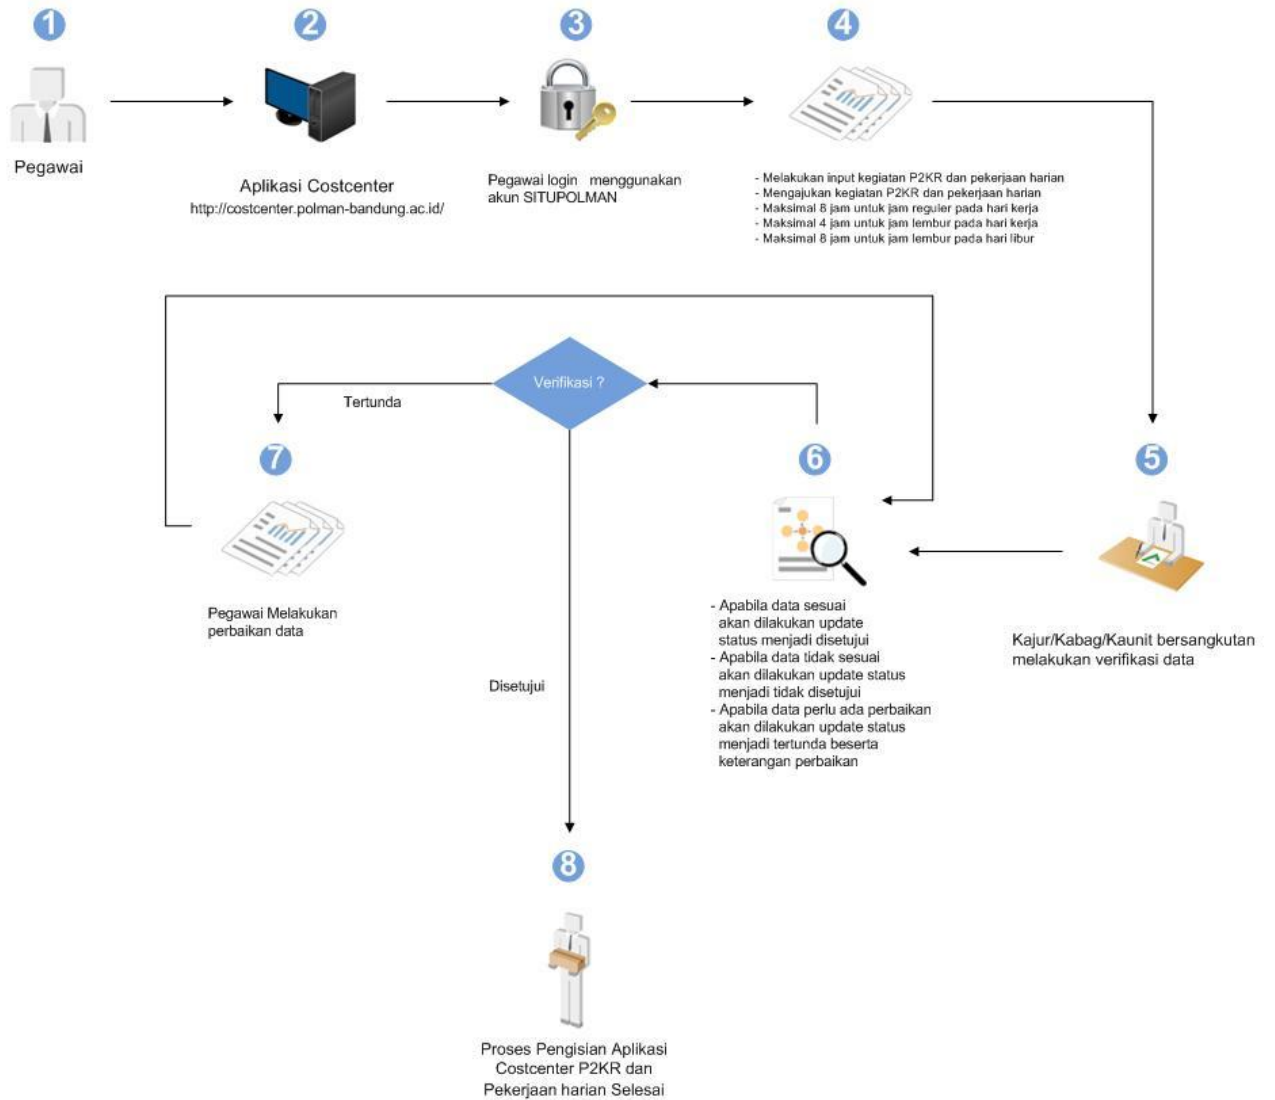 1
2
3
4
Pegawai
Aplikasi Costcenter
http://costcenter.polman-bandung.ac.id/
Pegawai login menggunakan
akun SITUPOLMAN
- Melakukan input kegiatan P2KR dan pekerjaan harian
- Mengajukan kegiatan P2KR dan pekerjaan harian
- Maksimal 8 jam untuk jam reguler pada hari kerja
- Maksimal 4 jam untuk jam lembur pada hari kerja
- Maksimal 8 jam untuk jam lembur pada hari libur
Verifikasi ?
Tertunda
7
6
5
Pegawai Melakukan
perbaikan data
- Apabila data sesuai
akan dilakukan update
status menjadi disetujui
- Apabila data tidak sesuai
akan dilakukan update status
menjadi tidak disetujui
- Apabila data perlu ada perbaikan
akan dilakukan update status
menjadi tertunda beserta
keterangan perbaikan
Kajur/Kabag/Kaunit bersangkutan
melakukan verifikasi data
Disetujui
8
Proses Pengisian Aplikasi
Costcenter P2KR dan
Pekerjaan harian Selesai